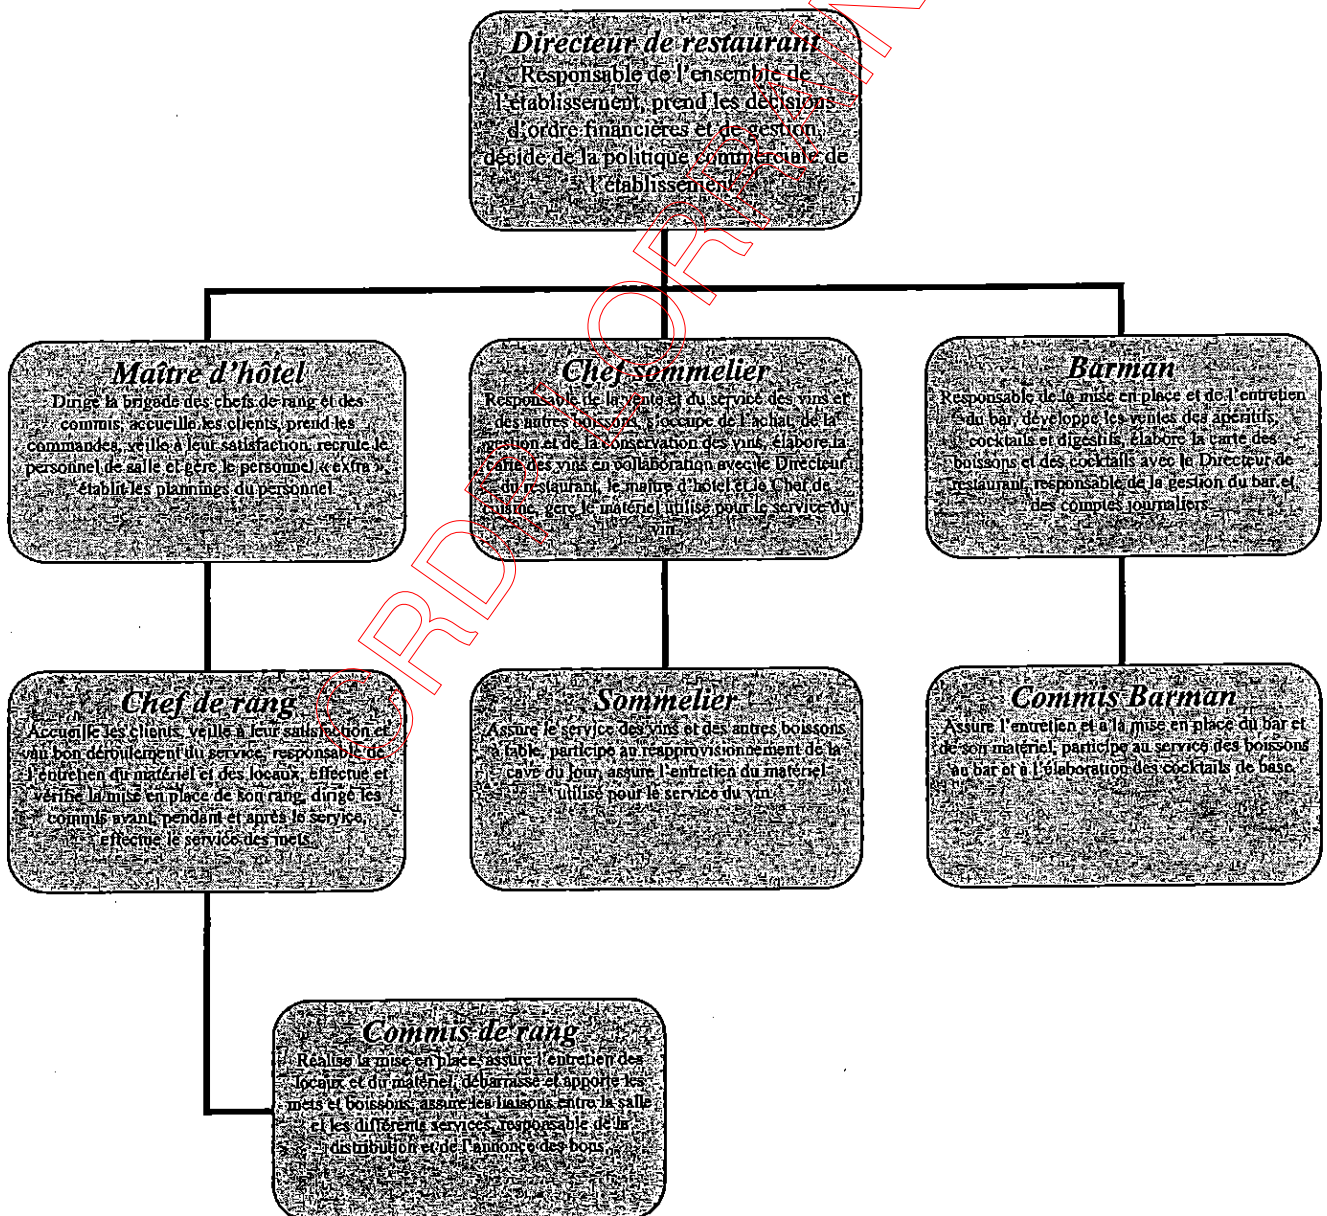 Directeur de restaurant
Responsable de l'ensemble de
l'établissement, prend les décisions
d'ordre financières et de gestion,
décide de la politique commerciale de
l'établissement.
Maître d'hôtel
Dirige la brigade des chefs de rang et des
commis, accueille les clients, prend les
commandes, veille à leur satisfaction, recrute le
personnel de salle et gère le personnel « extra »,
établit les plannings du personnel
Chef sommelier
Responsable de la vente et du service des vins et
des autres boissons, s'occupe de l'achat, de la
gestion et de la conservation des vins, élabore la
carte des vins en collaboration avec le Directeur
du restaurant, le maître d'hôtel et le Chef de
cuisine, gère le matériel utilisé pour le service du
vin
Barman
Responsable de la mise en place et de l'entretien
du bar, développe les ventes des apéritifs,
cocktails et digestifs, élabore la carte des
boissons et des cocktails avec le Directeur de
restaurant, responsable de la gestion du bar et
des comptes journaliers
Chef de rang
Accueille les clients, veille à leur satisfaction et
au bon déroulement du service, responsable de
l'entretien du matériel et des locaux, effectue et
vérifie la mise en place de son rang, dirige les
commis avant, pendant et après le service,
effectue le service des mets.
Sommelier
Assure le service des vins et des autres boissons
à table, participe au réapprovisionnement de la
cave du jour, assure l'entretien du matériel
utilisé pour le service du vin
Commis Barman
Assure l'entretien et a la mise en place du bar et
de son matériel, participe au service des boissons
au bar et à l'élaboration des cocktails de base.
Commis de rang
Réalise la mise en place, assure l'entretien des
locaux et du matériel, débarrasse et apporte les
mets et boissons, assure les liaisons entre la salle
et les différents services, responsable de la
distribution et de l'annonce des bons.
CRDP LORRAIN